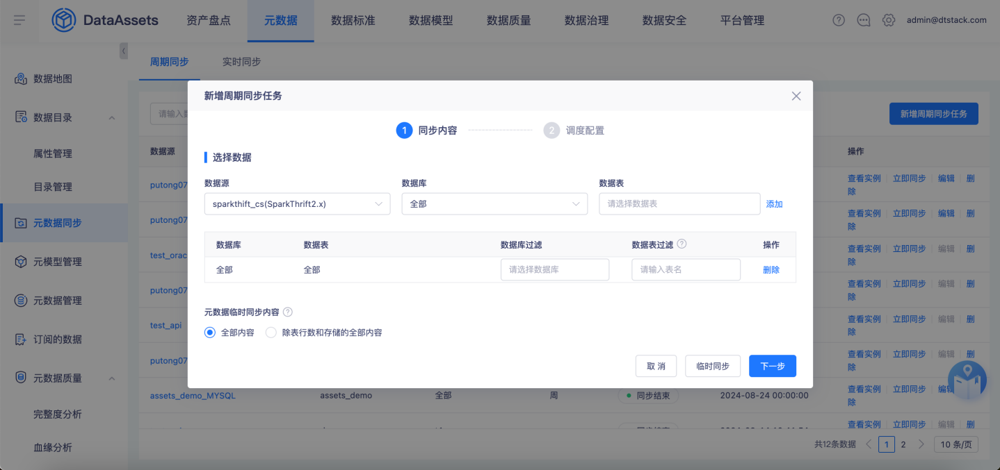 DataAssets
资产盘点
元数据
数据标准
数据模型
数据质量
数据治理
数据安全
平台管理
admin@dtstack.com
数据地图
数据目录
属性管理
目录管理
元数据同步
元模型管理
元数据管理
订阅的数据
元数据质量
完整度分析
血缘分析
周期同步
实时同步
请输入
新增周期同步任务
数据源
操作
putong07
查看实例 立即同步 编辑 删除
putong07
查看实例 立即同步 编辑 删除
test_orac
查看实例 立即同步 编辑 删除
putong07
查看实例 立即同步 编辑 删除
test_api
查看实例 立即同步 编辑 删除
putong07
查看实例 立即同步 编辑 删除
assets_demo_MYSQL assets_demo 全部 周 同步结束 2024-08-24 00:00:00
查看实例 立即同步 编辑 删除
查看实例 立即同步 编辑 删
共12条数据 1 2 10 条/页
新增周期同步任务
1 同步内容 2 调度配置
选择数据
数据源 数据库 数据表
sparkthift_cs(SparkThrift2.x) 全部 请选择数据表 添加
数据库 数据表 数据库过滤 数据表过滤 操作
全部 全部 请选择数据库 请输入表名 删除
元数据临时同步内容
全部内容 除表行数和存储的全部内容
取 消 临时同步 下一步